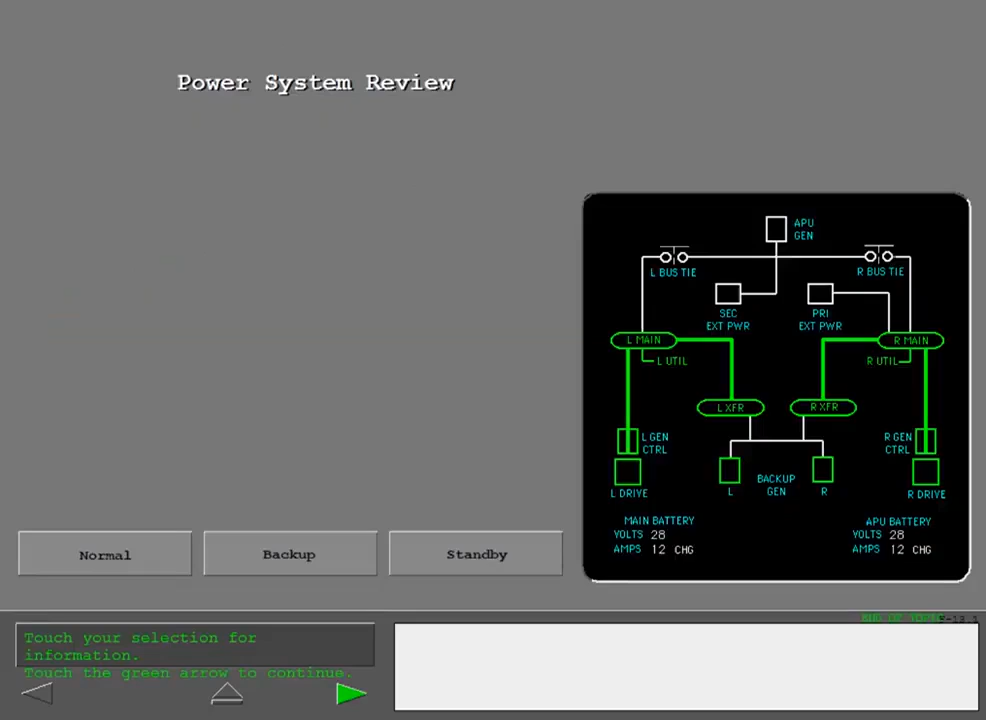 Power System Review
APU
GEN
L BUS TIE
R BUS TIE
SEC
EXT PWR
PRI
EXT PWR
L MAIN
R MAIN
L UTIL
R UTIL
L XFR
R XFR
L GEN
CTRL
R GEN
CTRL
L DRIVE
L
BACKUP
GEN
R
R DRIVE
MAIN BATTERY
VOLTS 28
AMPS 12 CHG
APU BATTERY
VOLTS 28
AMPS 12 CHG
Normal
Backup
Standby
Touch your selection for
information.
Touch the green arrow to continue.